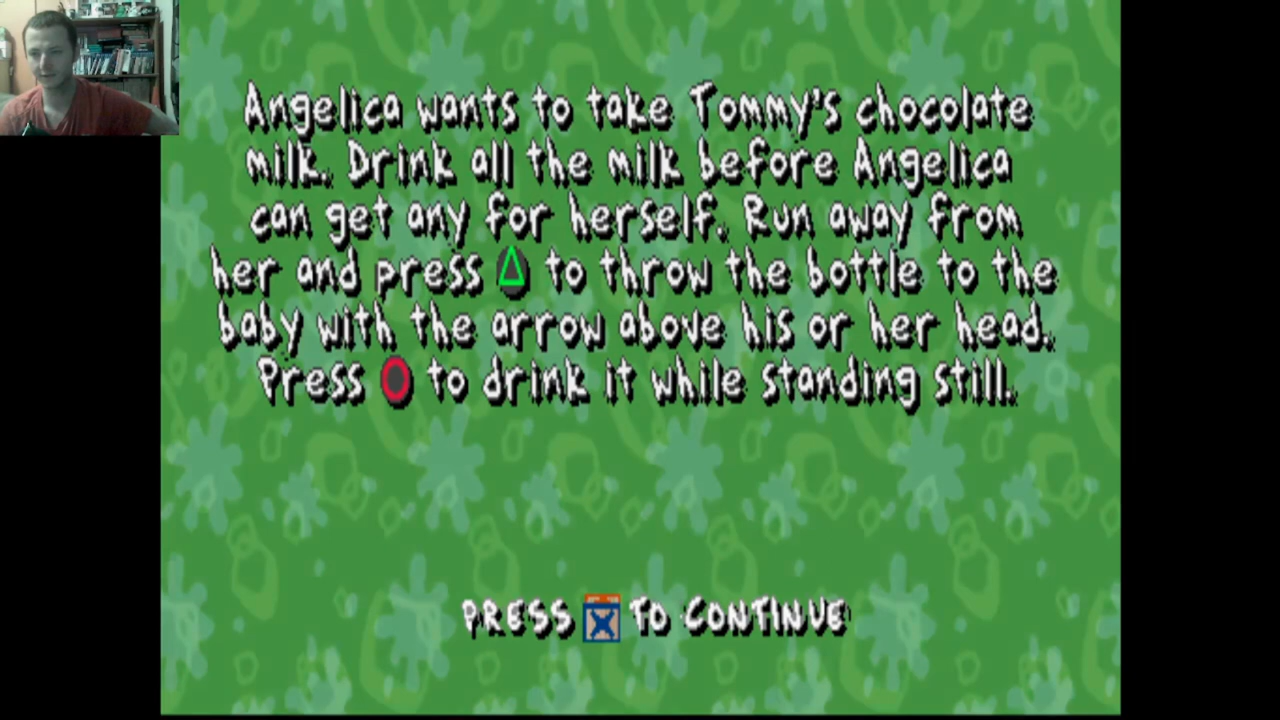 Angelica wants to take Tommy's chocolate
milk. Drink all the milk before Angelica
can get any for herself. Run away from
her and press △ to throw the bottle to the
baby with the arrow above his or her head.
Press ○ to drink it while standing still.
PRESS X TO CONTINUE